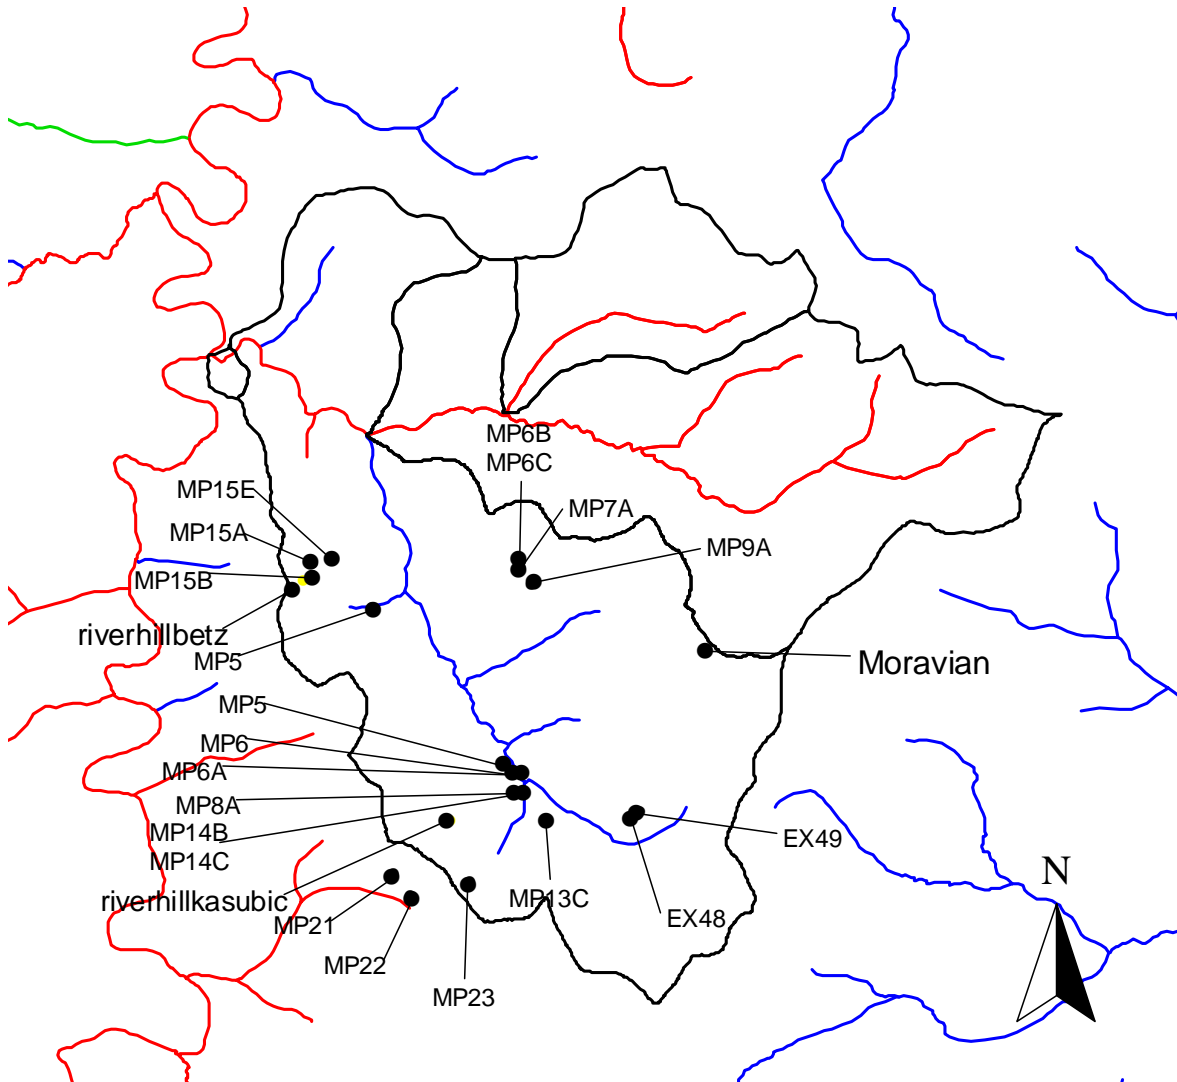 MP6B
MP6C
MP15E
MP7A
MP15A
MP9A
MP15B
riverhillbetz
MP5
Moravian
MP5
MP6
MP6A
MP8A
MP14B
MP14C
EX49
N
riverhillkasubic
MP13C
MP21
EX48
MP22
MP23